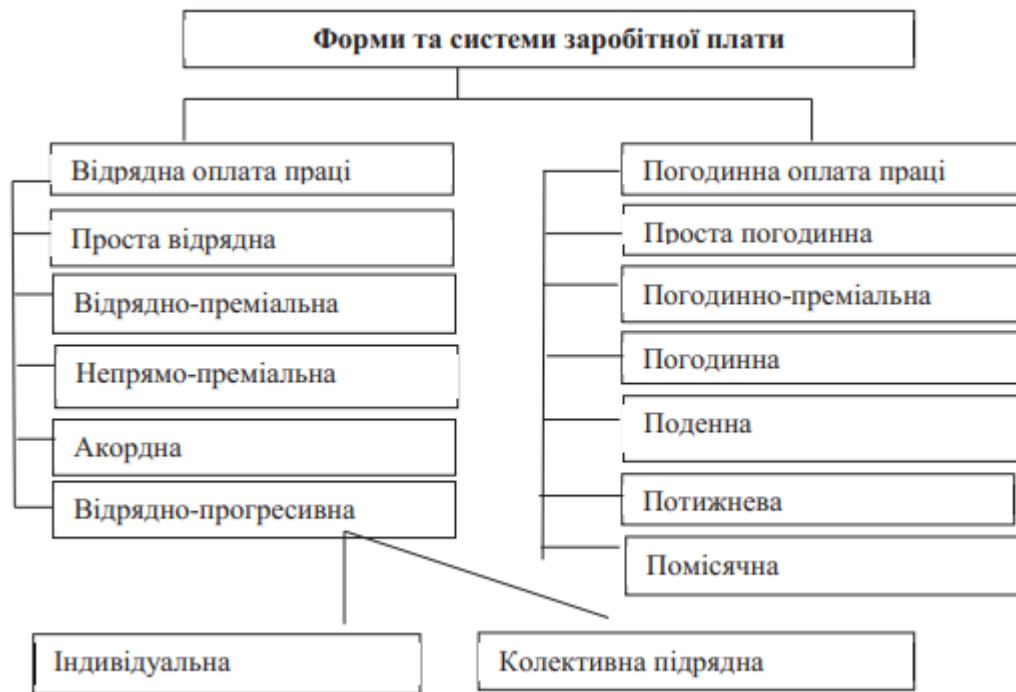 Форми та системи заробітної плати
Відрядна оплата праці
Проста відрядна
Відрядно-преміальна
Непрямо-преміальна
Акордна
Відрядно-прогресивна
Погодинна оплата праці
Проста погодинна
Погодинно-преміальна
Погодинна
Поденна
Потижнева
Помісячна
Індивідуальна
Колективна підрядна